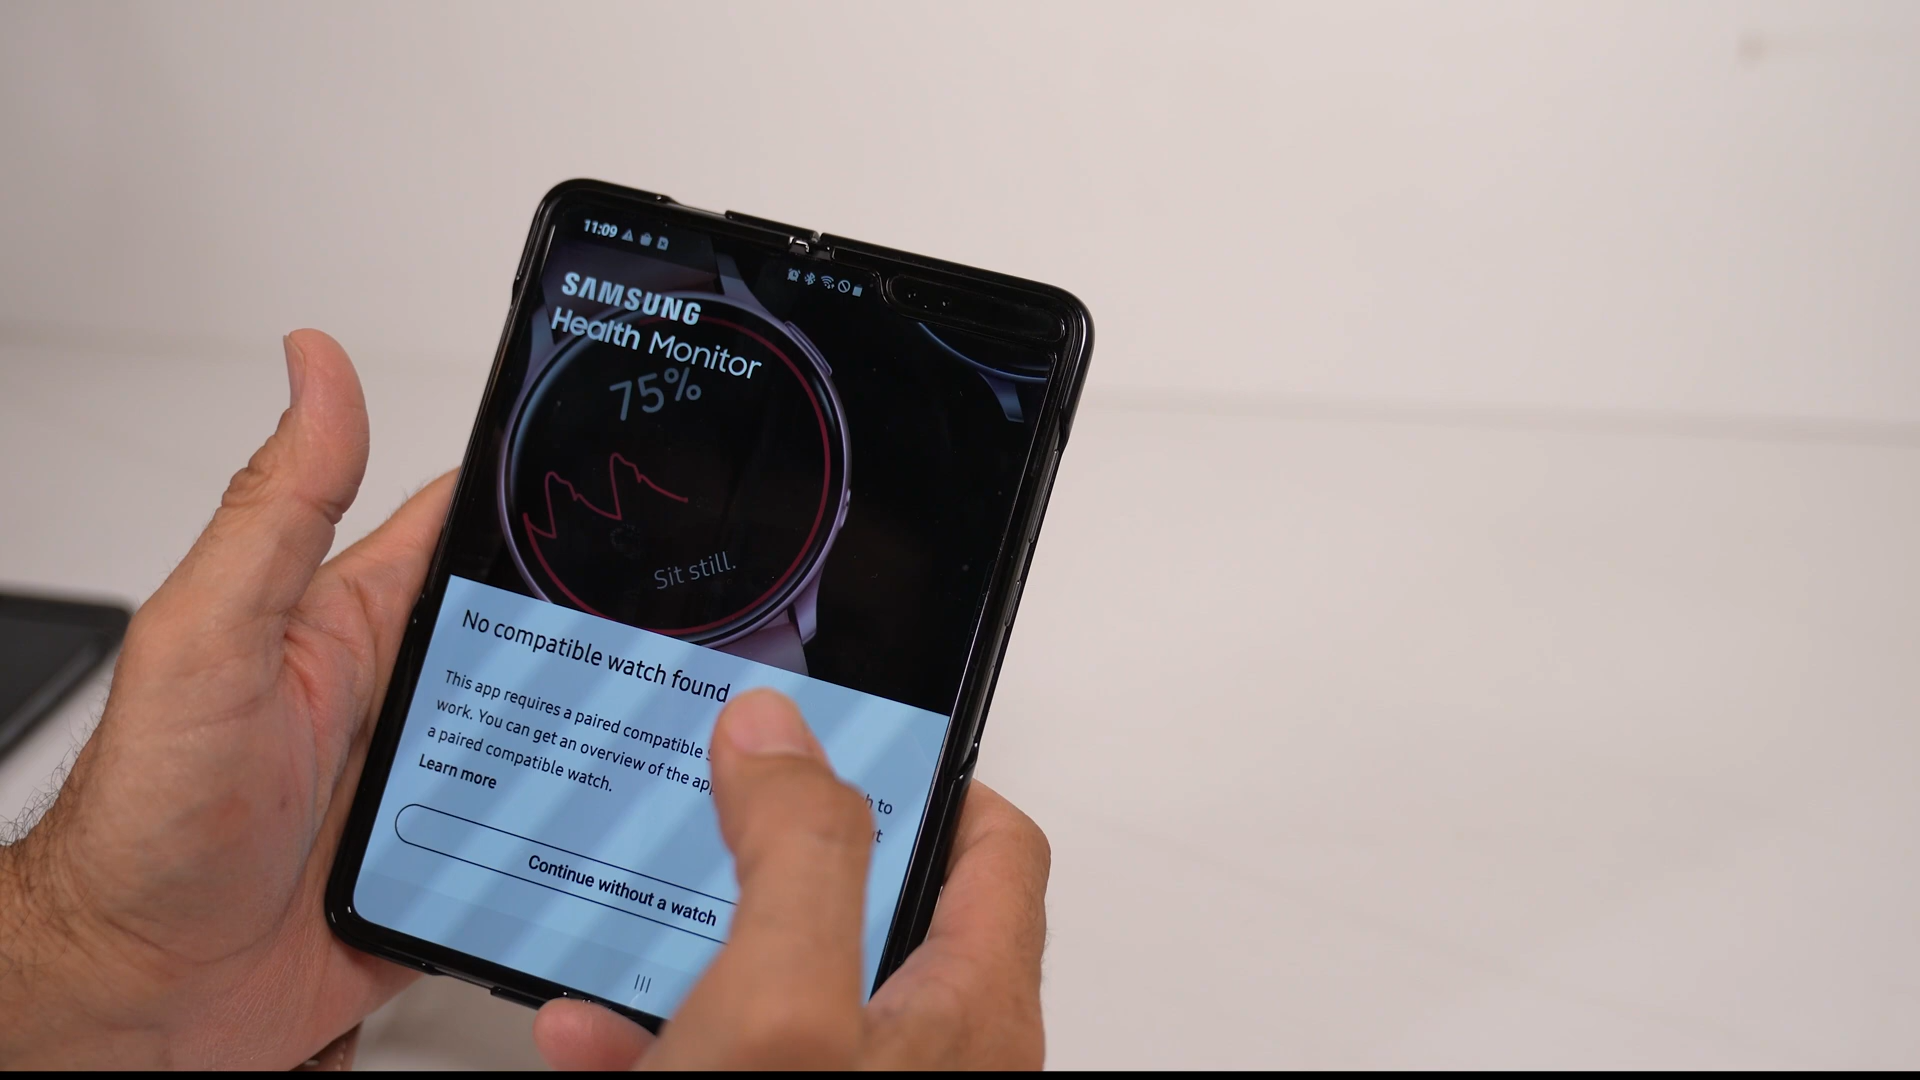 11:09
SAMSUNG
Health Monitor
75%
Sit still.
No compatible watch found
This app requires a paired compatible
to
work. You can get an overview of the
a paired compatible watch.
Learn more
Continue without a watch